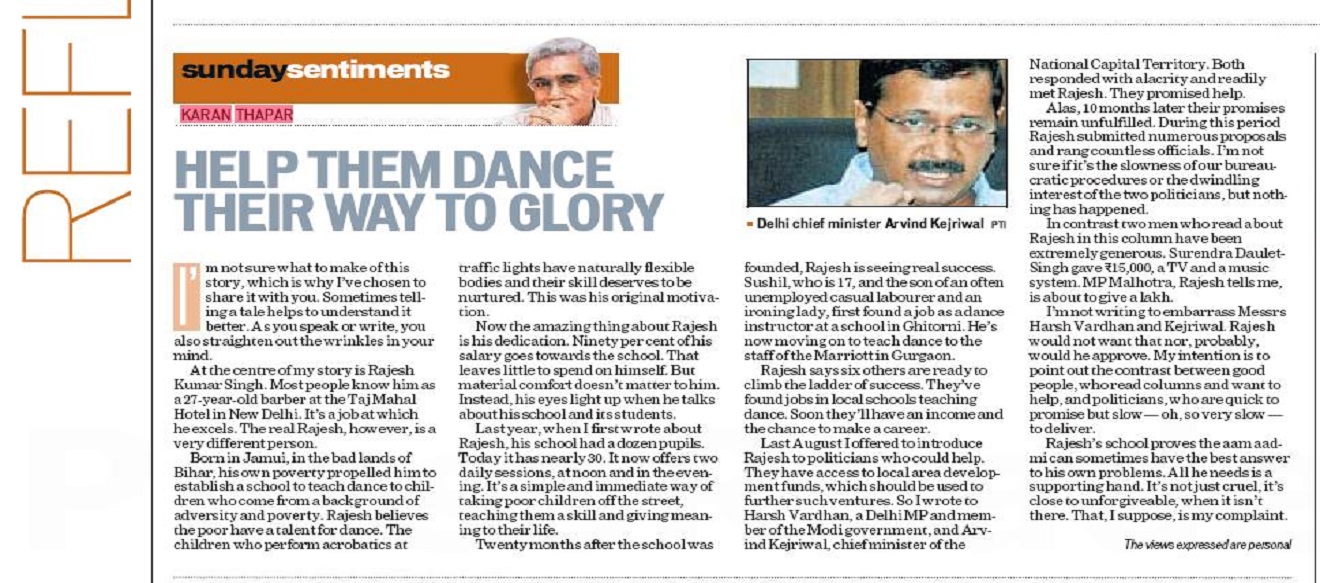 REFL
sundaysentiments
KARAN THAPAR
HELP THEM DANCE
THEIR WAY TO GLORY
I'm not sure what to make of this
story, which is why I've chosen to
share it with you. Sometimes tell-
ing a tale helps to understand it
better. As you speak or write, you
also straighten out the wrinkles in your
mind.
At the centre of my story is Rajesh
Kumar Singh. Most people know him as
a 27-year-old barber at the Taj Mahal
Hotel in New Delhi. It's a job at which
he excels. The real Rajesh, however, is a
very different person.
Born in Jamui, in the bad lands of
Bihar, his own poverty propelled him to
establish a school to teach dance to chil-
dren who come from a background of
adversity and poverty. Rajesh believes
the poor have a talent for dance. The
children who perform acrobatics at
traffic lights have naturally flexible
bodies and their skill deserves to be
nurtured. This was his original motiva-
tion.
Now the amazing thing about Rajesh
is his dedication. Ninety per cent of his
salary goes towards the school. That
leaves little to spend on himself. But
material comfort doesn't matter to him.
Instead, his eyes light up when he talks
about his school and its students.
Last year, when I first wrote about
Rajesh, his school had a dozen pupils.
Today it has nearly 30. It now offers two
daily sessions, at noon and in the even-
ing. It's a simple and immediate way of
taking poor children off the street,
teaching them a skill and giving mean-
ing to their life.
Twenty months after the school was
Delhi chief minister Arvind Kejriwal PTI
founded, Rajesh is seeing real success.
Sushil, who is 17, and the son of an often
unemployed casual labourer and an
ironing lady, first found a job as a dance
instructor at a school in Ghitorni. He's
now moving on to teach dance to the
staff of the Marriott in Gurgaon.
Rajesh says six others are ready to
climb the ladder of success. They've
found jobs in local schools teaching
dance. Soon they'll have an income and
the chance to make a career.
Last August I offered to introduce
Rajesh to politicians who could help.
They have access to local area develop-
ment funds, which should be used to
further such ventures. So I wrote to
Harsh Vardhan, a Delhi MP and mem-
ber of the Modi government, and Arv-
ind Kejriwal, chief minister of the
National Capital Territory. Both
responded with alacrity and readily
met Rajesh. They promised help.
Alas, 10 months later their promises
remain unfulfilled. During this period
Rajesh submitted numerous proposals
and rang countless officials. I'm not
sure if it's the slowness of our bureau-
cratic procedures or the dwindling
interest of the two politicians, but noth-
ing has happened.
In contrast two men who read about
Rajesh in this column have been
extremely generous. Surendra Daulet-
Singh gave ₹15,000, a TV and a music
system. MP Malhotra, Rajesh tells me,
is about to give a lakh.
I'm not writing to embarrass Messrs
Harsh Vardhan and Kejriwal. Rajesh
would not want that nor, probably,
would he approve. My intention is to
point out the contrast between good
people, who read columns and want to
help, and politicians, who are quick to
promise but slow — oh, so very slow —
to deliver.
Rajesh's school proves the aam aad-
mi can sometimes have the best answer
to his own problems. All he needs is a
supporting hand. It's not just cruel, it's
close to unforgiveable, when it isn't
there. That, I suppose, is my complaint.
The views expressed are personal